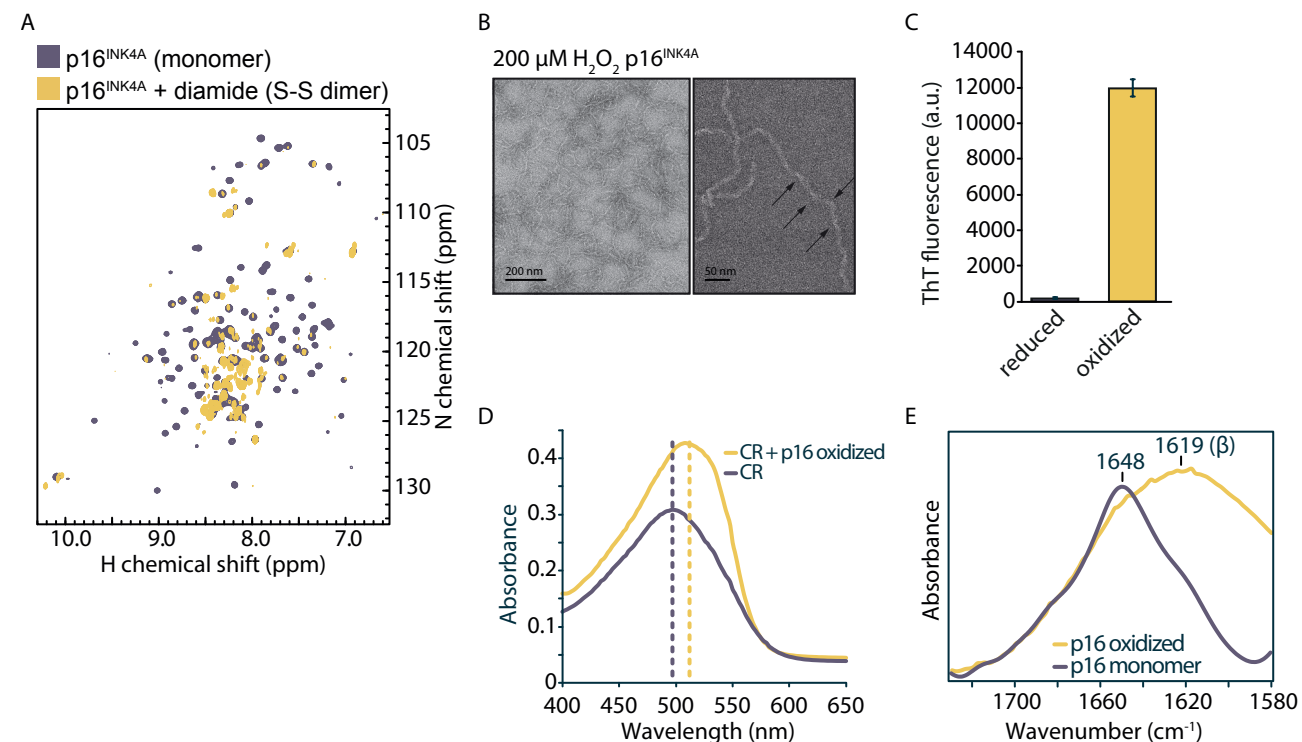 A
p16INK4A (monomer)
p16INK4A + diamide (S-S dimer)
105
110
115
120
125
130
N chemical shift (ppm)
10.0 9.0 8.0 7.0
H chemical shift (ppm)
B
200 µM H2O2 p16INK4A
200 nm
50 nm
C
14000
12000
10000
8000
6000
4000
2000
0
ThT fluorescence (a.u.)
reduced
oxidized
D
CR + p16 oxidized
CR
0.4
0.3
0.2
0.1
0
Absorbance
400 450 500 550 600 650
Wavelength (nm)
E
1619 (β)
1648
p16 oxidized
p16 monomer
Absorbance
1700 1660 1620 1580
Wavenumber (cm-1)